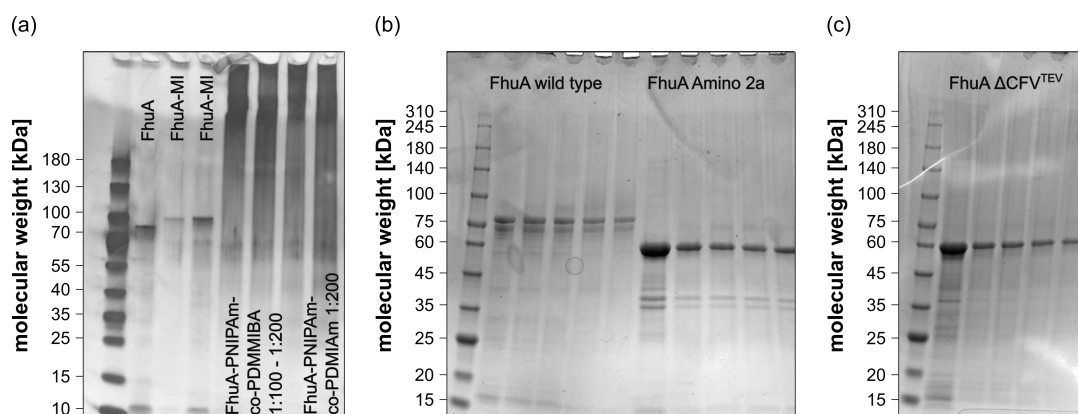 (a)
molecular weight [kDa]
180
130
100
70
55
40
35
25
15
10
FhuA
FhuA-MI
FhuA-MI
FhuA-PNIPAm-
co-PDMMIBA
1:100 - 1:200
FhuA-PNIPAm-
co-PDMIAm 1:200
(b)
molecular weight [kDa]
310
245
180
140
100
75
60
45
35
25
20
15
FhuA wild type
FhuA Amino 2a
(c)
molecular weight [kDa]
310
245
180
140
100
75
60
45
35
25
20
15
FhuA ΔCFV^TEV